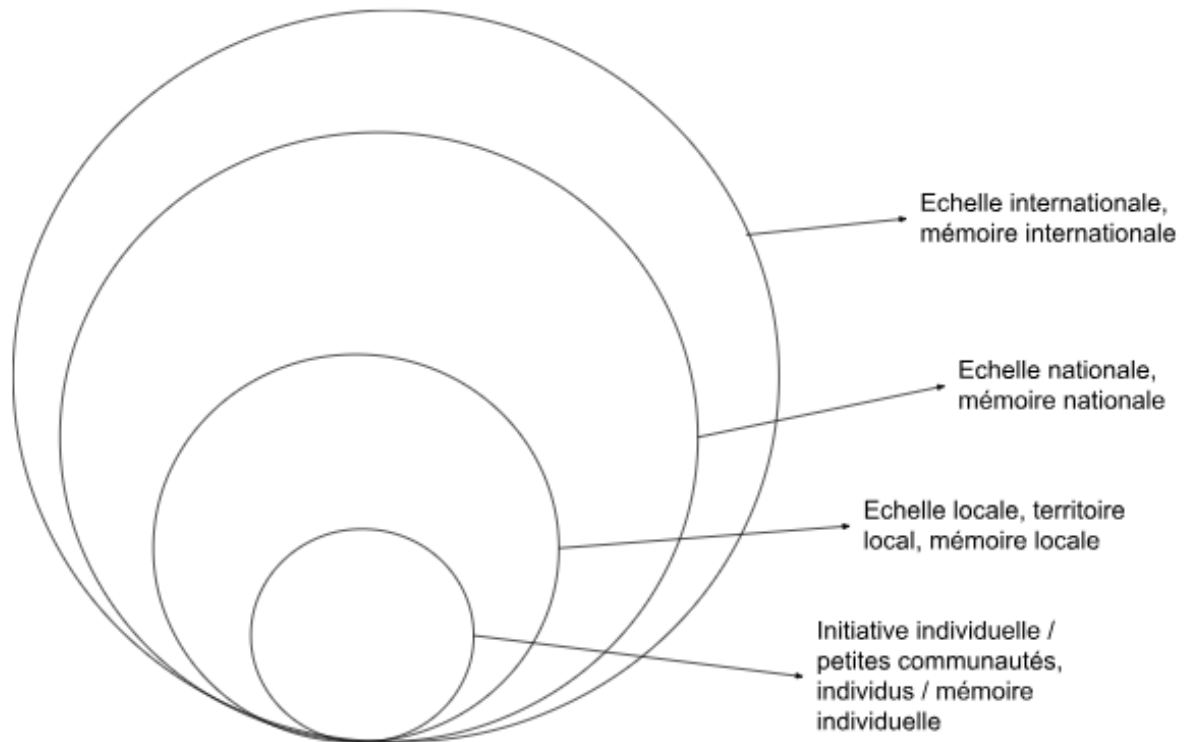 Echelle internationale,
mémoire internationale
Echelle nationale,
mémoire nationale
Echelle locale, territoire
local, mémoire locale
Initiative individuelle /
petites communautés,
individus / mémoire
individuelle